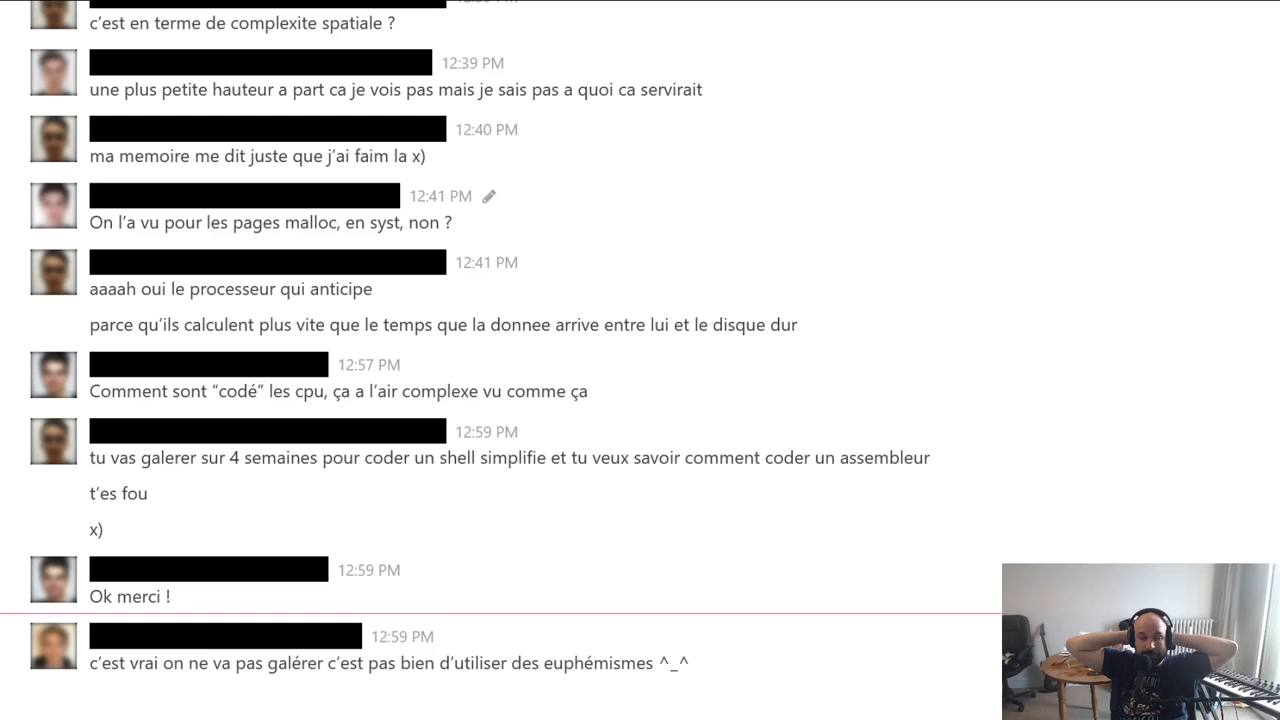 c'est en terme de complexite spatiale ?
12:39 PM
une plus petite hauteur a part ca je vois pas mais je sais pas a quoi ca servirait
12:40 PM
ma memoire me dit juste que j'ai faim la x)
12:41 PM
On l'a vu pour les pages malloc, en syst, non ?
12:41 PM
aaaah oui le processeur qui anticipe
parce qu'ils calculent plus vite que le temps que la donnee arrive entre lui et le disque dur
12:57 PM
Comment sont “codé” les cpu, ça a l'air complexe vu comme ça
12:59 PM
tu vas galerer sur 4 semaines pour coder un shell simplifie et tu veux savoir comment coder un assembleur
t'es fou
x)
12:59 PM
Ok merci !
12:59 PM
c'est vrai on ne va pas galérer c'est pas bien d'utiliser des euphémismes ^_^